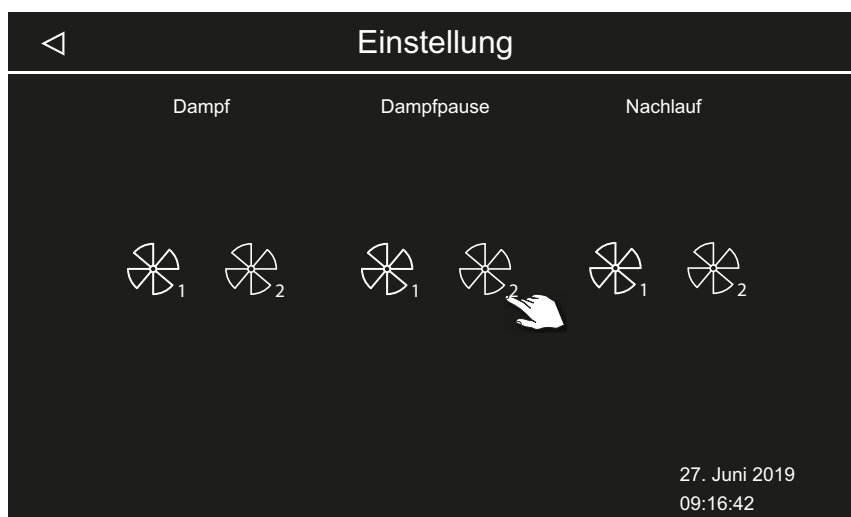 Einstellung
Dampf Dampfpause Nachlauf
1 2 1 2 1 2
27. Juni 2019
09:16:42